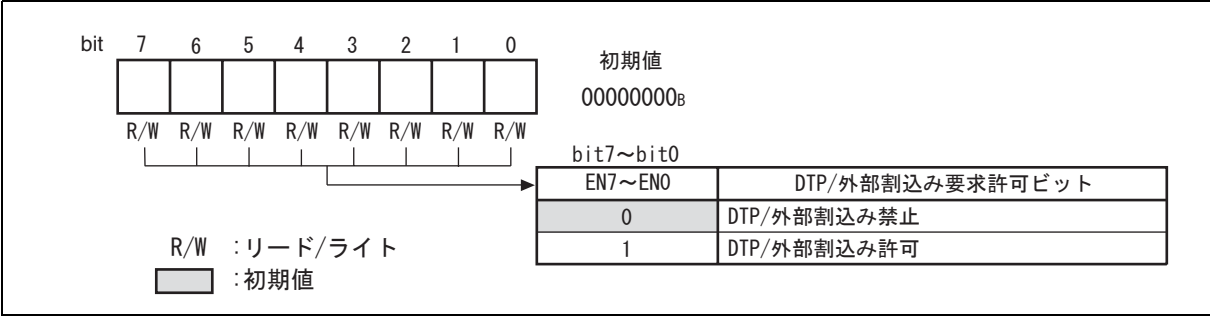 bit 7 6 5 4 3 2 1 0
初期値
00000000B
R/W R/W R/W R/W R/W R/W R/W R/W
bit7～bit0
EN7～EN0 DTP/外部割込み要求許可ビット
0 DTP/外部割込み禁止
1 DTP/外部割込み許可
R/W :リード/ライト
:初期値